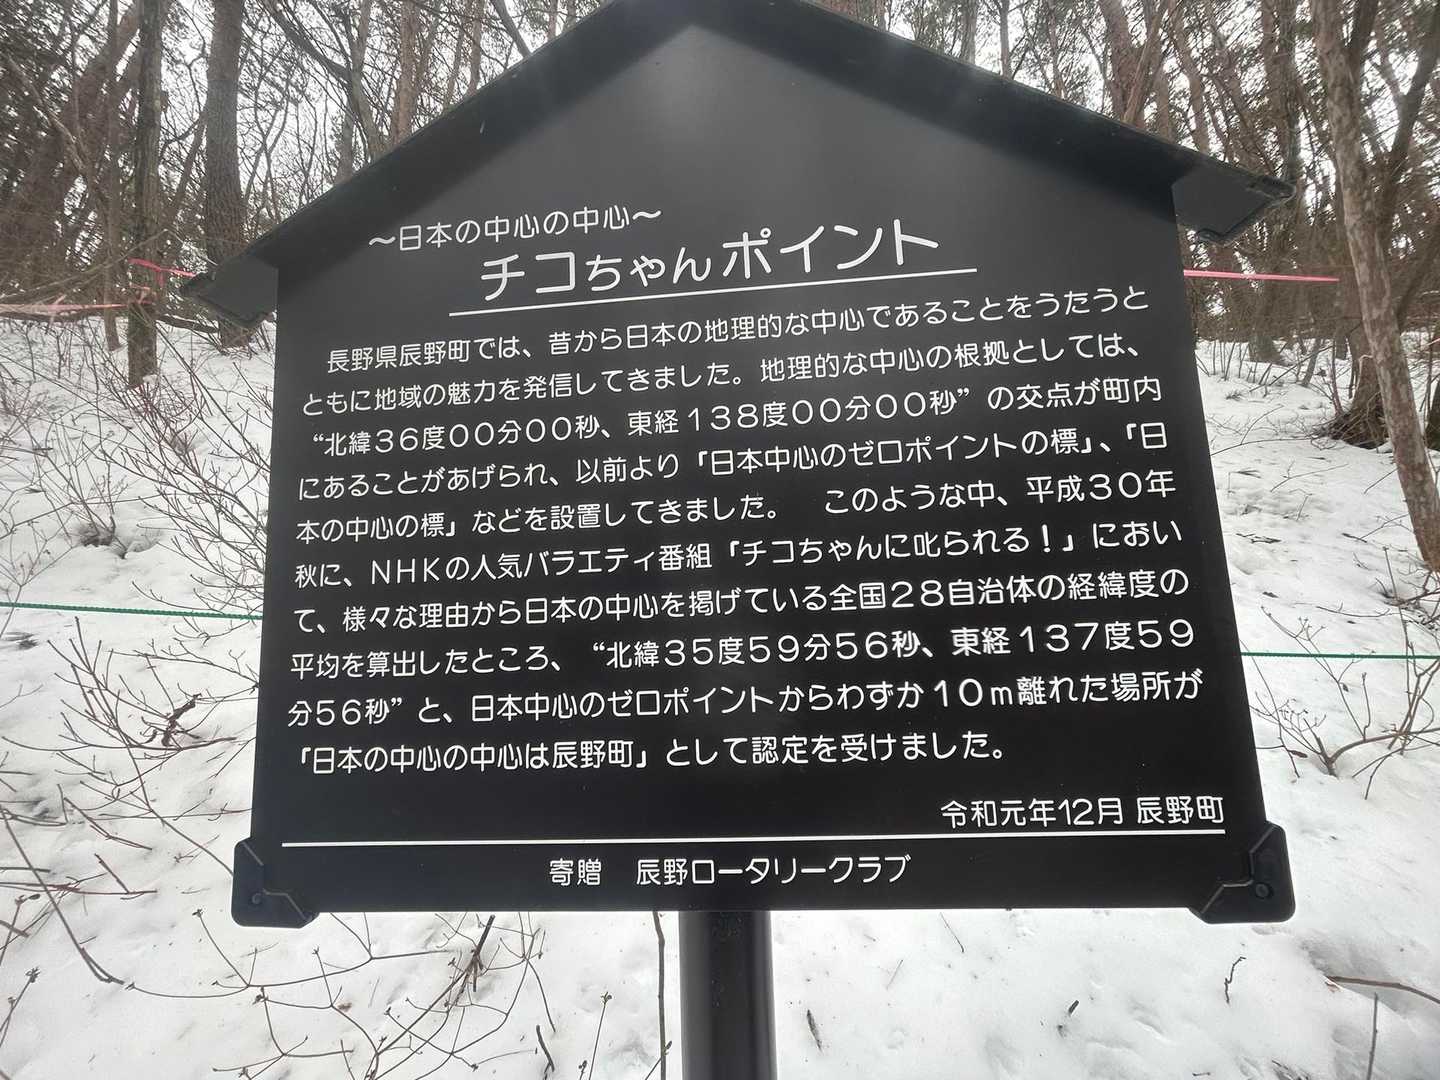 ～日本の中心の中心～
チコちゃんポイント
長野県辰野町では、昔から日本の地理的な中心であることをうたうと
ともに地域の魅力を発信してきました。地理的な中心の根拠としては、
“北緯３６度００分００秒、東経１３８度００分００秒”の交点が町内
にあることがあげられ、以前より「日本中心のゼロポイントの標」、「日
本の中心の標」などを設置してきました。　このような中、平成３０年
秋に、ＮＨＫの人気バラエティ番組「チコちゃんに叱られる！」におい
て、様々な理由から日本の中心を掲げている全国２８自治体の経緯度の
平均を算出したところ、“北緯３５度５９分５６秒、東経１３７度５９
分５６秒”と、日本中心のゼロポイントからわずか１０ｍ離れた場所が
「日本の中心の中心は辰野町」として認定を受けました。
令和元年12月 辰野町
寄贈　辰野ロータリークラブ